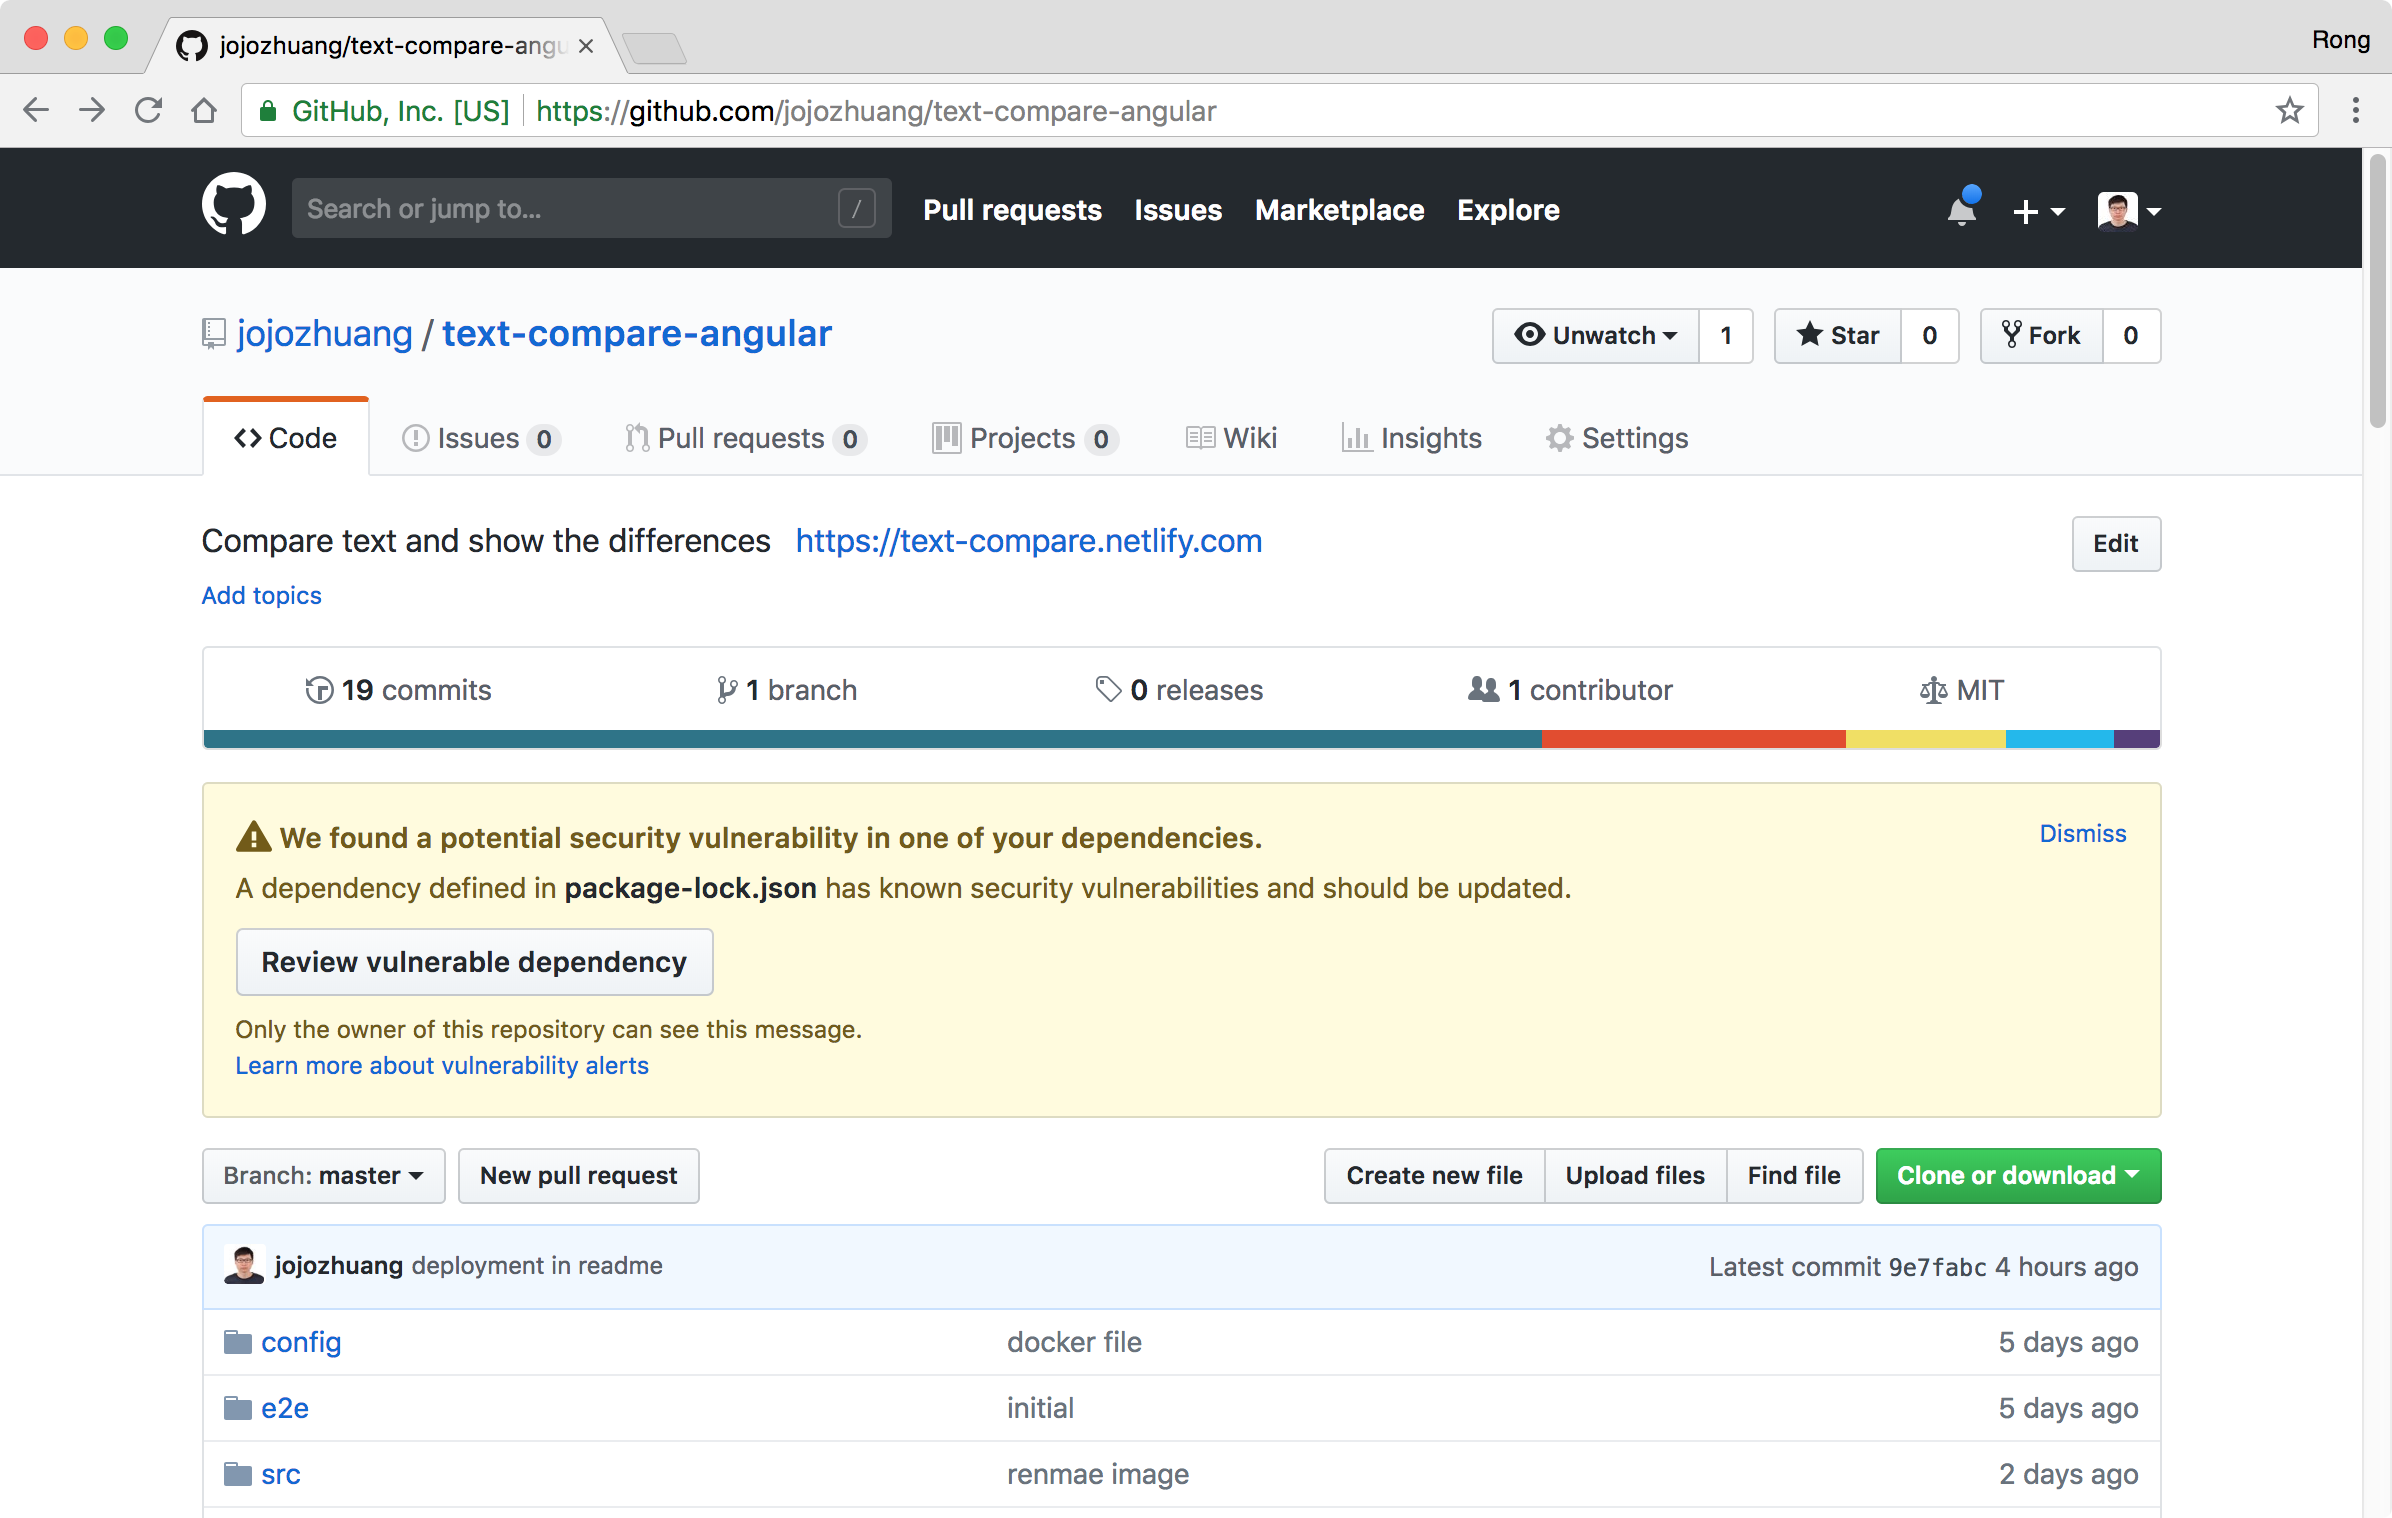 jojozhuang/text-compare-angu
Rong
GitHub, Inc. [US] https://github.com/jojozhuang/text-compare-angular
Search or jump to... / Pull requests Issues Marketplace Explore
jojozhuang / text-compare-angular Unwatch 1 Star 0 Fork 0
Code Issues 0 Pull requests 0 Projects 0 Wiki Insights Settings
Compare text and show the differences https://text-compare.netlify.com Edit
Add topics
19 commits 1 branch 0 releases 1 contributor MIT
We found a potential security vulnerability in one of your dependencies. Dismiss
A dependency defined in package-lock.json has known security vulnerabilities and should be updated.
Review vulnerable dependency
Only the owner of this repository can see this message.
Learn more about vulnerability alerts
Branch: master New pull request Create new file Upload files Find file Clone or download
jojozhuang deployment in readme Latest commit 9e7fabc 4 hours ago
config docker file 5 days ago
e2e initial 5 days ago
src renmae image 2 days ago